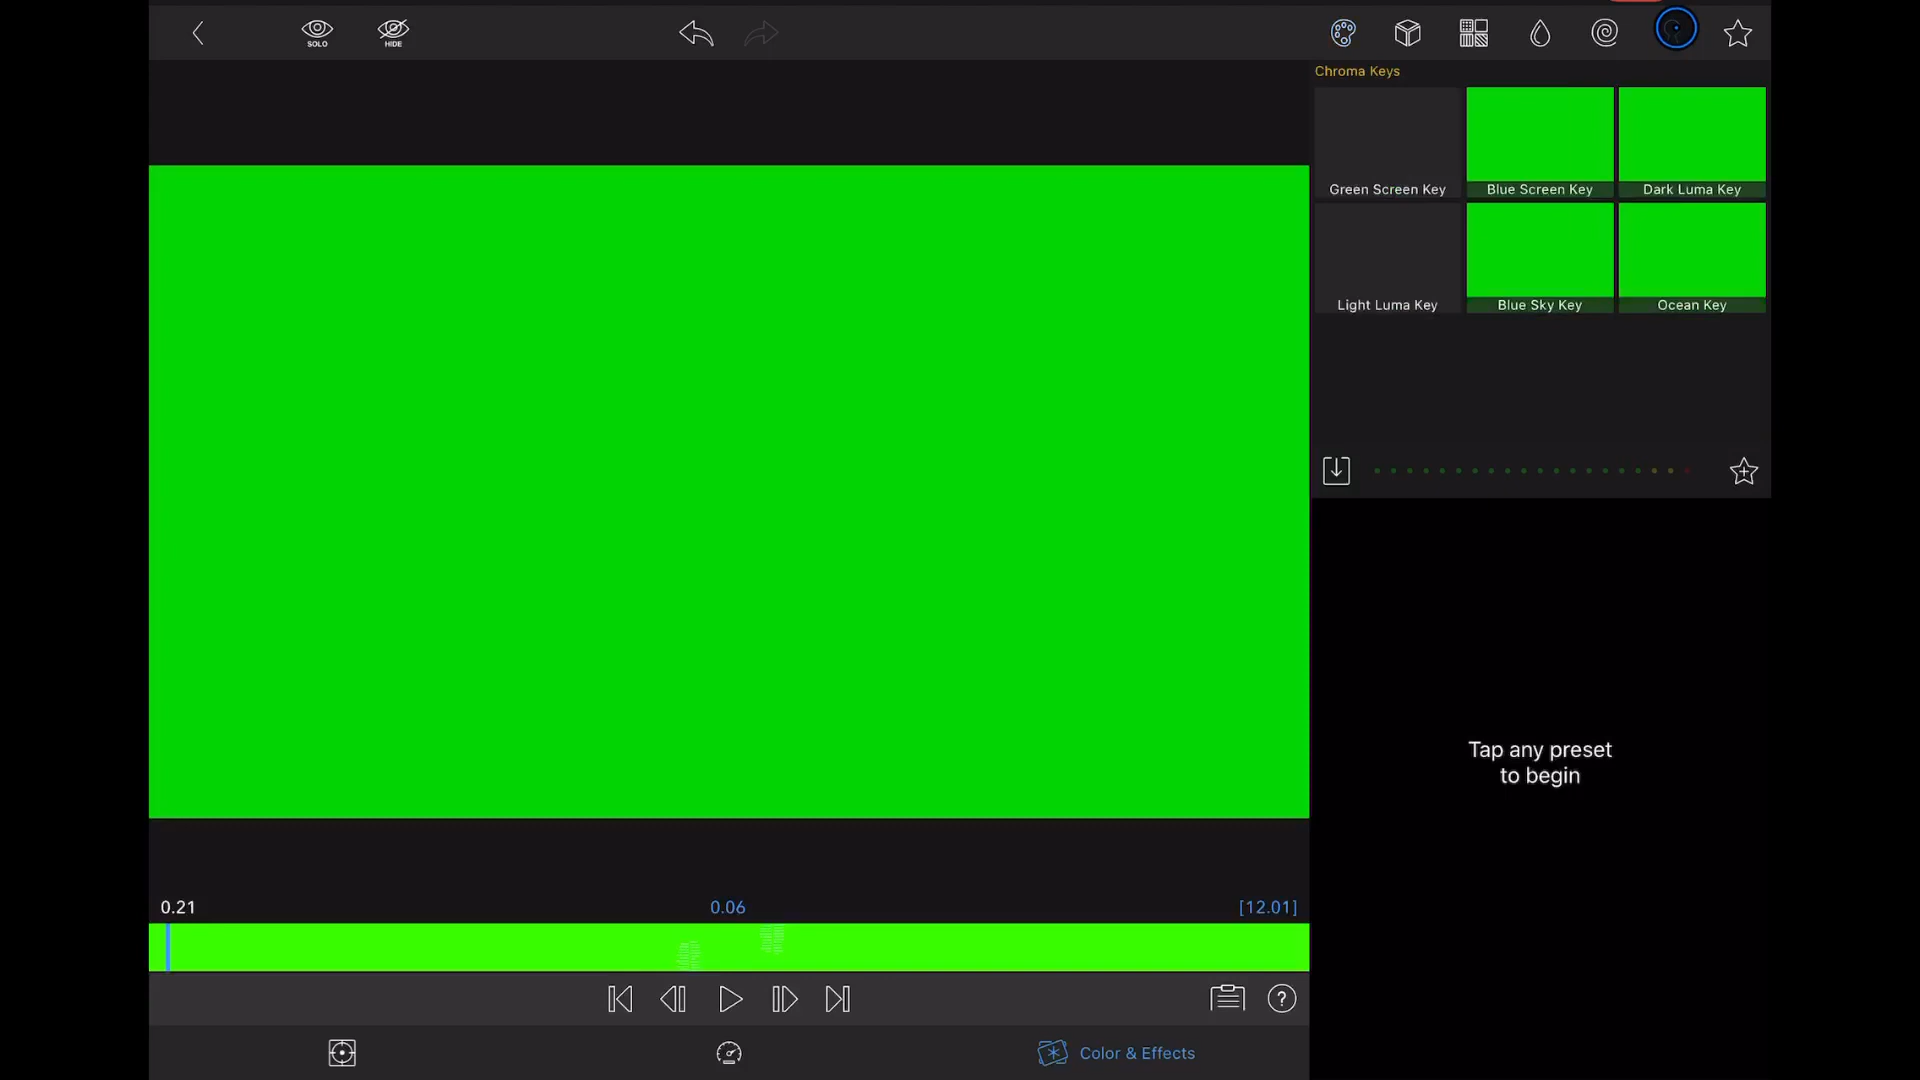 SOLO
HIDE
Chroma Keys
Green Screen Key
Blue Screen Key
Dark Luma Key
Light Luma Key
Blue Sky Key
Ocean Key
Tap any preset
to begin
0.21
0.06
[12.01]
?
Color & Effects